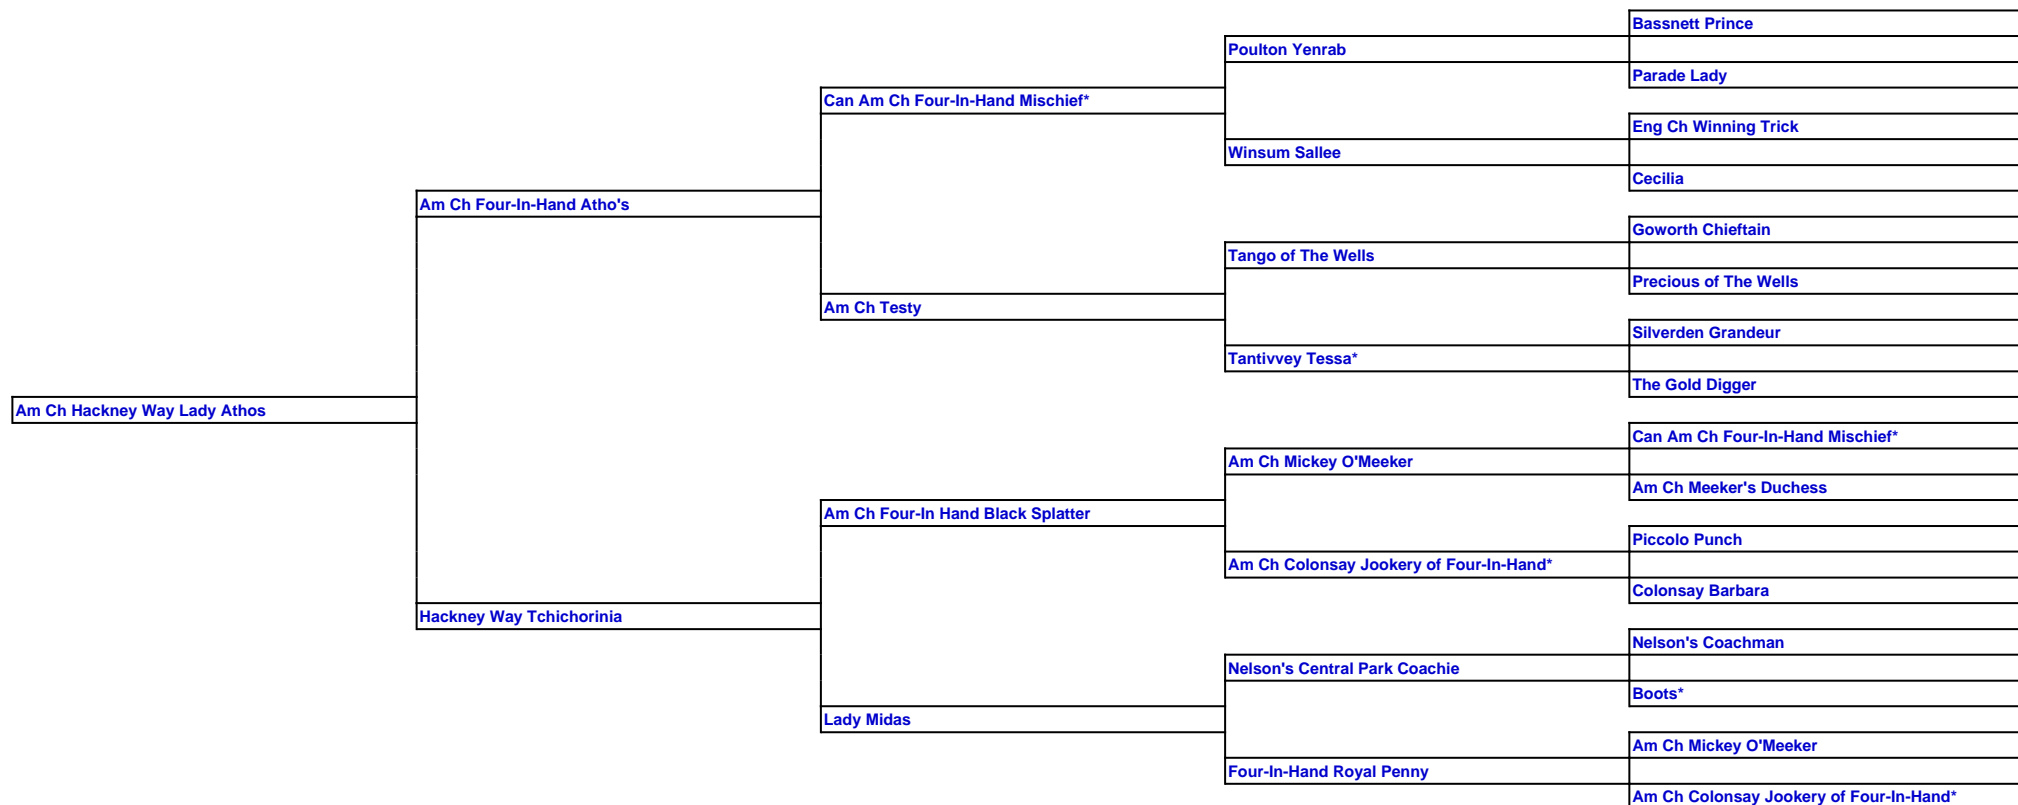 Bassnett Prince
Poulton Yenrab
Parade Lady
Can Am Ch Four-In-Hand Mischief*
Eng Ch Winning Trick
Winsum Sallee
Cecilia
Am Ch Four-In-Hand Atho's
Goworth Chieftain
Tango of The Wells
Precious of The Wells
Am Ch Testy
Silverden Grandeur
Tantivvey Tessa*
The Gold Digger
Am Ch Hackney Way Lady Athos
Can Am Ch Four-In-Hand Mischief*
Am Ch Mickey O'Meeker
Am Ch Meeker's Duchess
Am Ch Four-In Hand Black Splatter
Piccolo Punch
Am Ch Colonsay Jookery of Four-In-Hand*
Colonsay Barbara
Hackney Way Tchichorinia
Nelson's Coachman
Nelson's Central Park Coachie
Boots*
Lady Midas
Am Ch Mickey O'Meeker
Four-In-Hand Royal Penny
Am Ch Colonsay Jookery of Four-In-Hand*